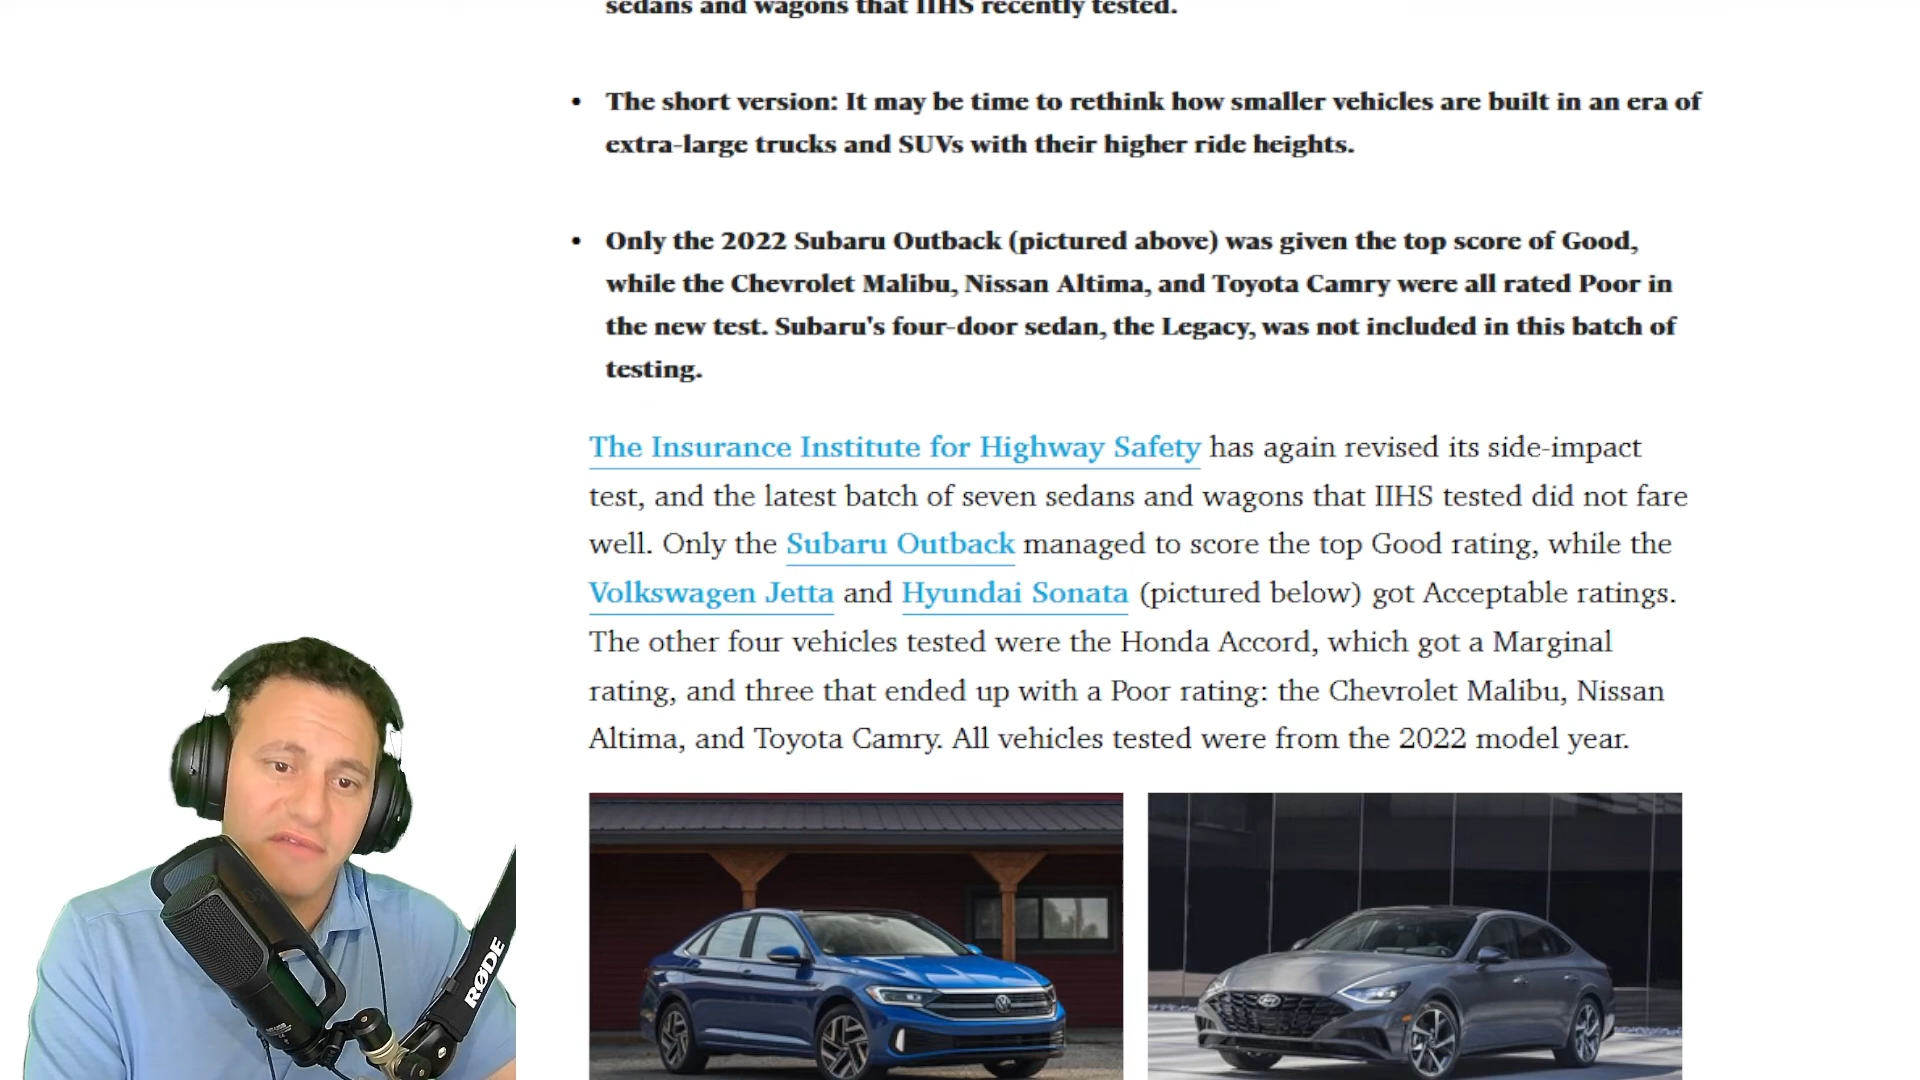 sedans and wagons that IIHS recently tested.
• The short version: It may be time to rethink how smaller vehicles are built in an era of
extra-large trucks and SUVs with their higher ride heights.
• Only the 2022 Subaru Outback (pictured above) was given the top score of Good,
while the Chevrolet Malibu, Nissan Altima, and Toyota Camry were all rated Poor in
the new test. Subaru's four-door sedan, the Legacy, was not included in this batch of
testing.
The Insurance Institute for Highway Safety has again revised its side-impact
test, and the latest batch of seven sedans and wagons that IIHS tested did not fare
well. Only the Subaru Outback managed to score the top Good rating, while the
Volkswagen Jetta and Hyundai Sonata (pictured below) got Acceptable ratings.
The other four vehicles tested were the Honda Accord, which got a Marginal
rating, and three that ended up with a Poor rating: the Chevrolet Malibu, Nissan
Altima, and Toyota Camry. All vehicles tested were from the 2022 model year.
RØDE